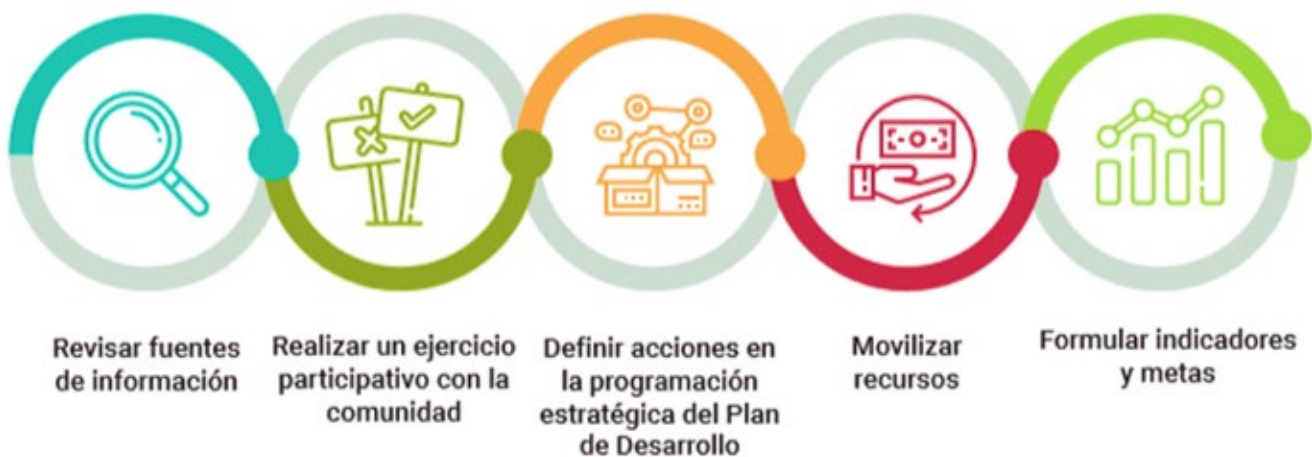 Revisar fuentes
de información
Realizar un ejercicio
participativo con la
comunidad
Definir acciones en
la programación
estratégica del Plan
de Desarrollo
Movilizar
recursos
Formular indicadores
y metas